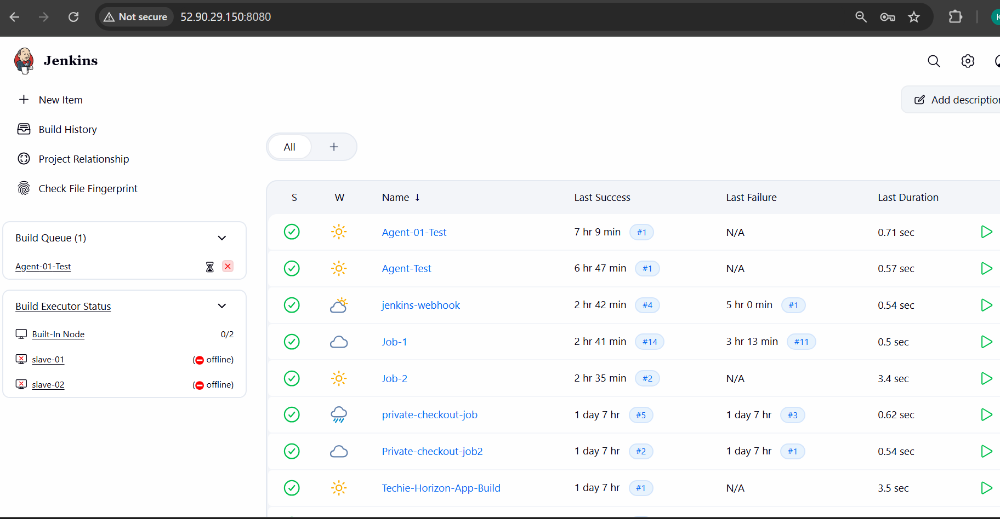 Not secure 52.90.29.150:8080
K
Jenkins
New Item
Add description
Build History
Project Relationship
Check File Fingerprint
All
Build Queue (1)
Agent-01-Test
Build Executor Status
Built-In Node 0/2
slave-01 (offline)
slave-02 (offline)
S W Name ↓ Last Success Last Failure Last Duration
Agent-01-Test 7 hr 9 min #1 N/A 0.71 sec
Agent-Test 6 hr 47 min #1 N/A 0.57 sec
jenkins-webhook 2 hr 42 min #4 5 hr 0 min #1 0.54 sec
Job-1 2 hr 41 min #14 3 hr 13 min #11 0.5 sec
Job-2 2 hr 35 min #2 N/A 3.4 sec
private-checkout-job 1 day 7 hr #5 1 day 7 hr #3 0.62 sec
Private-checkout-job2 1 day 7 hr #2 1 day 7 hr #1 0.54 sec
Techie-Horizon-App-Build 1 day 7 hr #1 N/A 3.5 sec